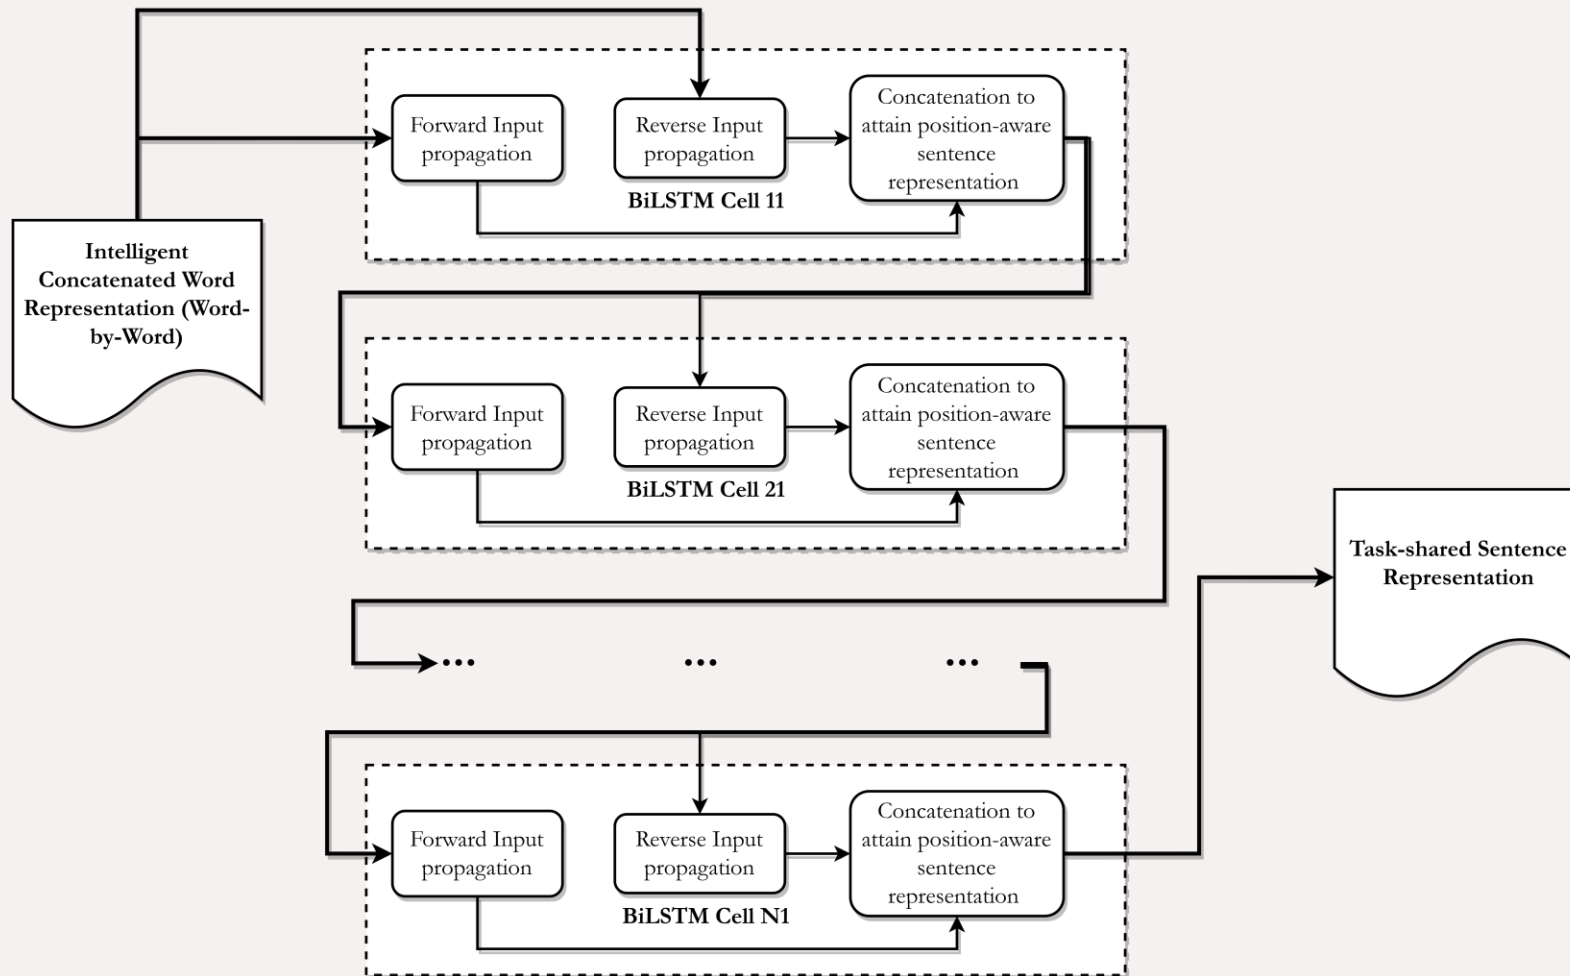 Intelligent
Concatenated Word
Representation (Word-
by-Word)
Forward Input
propagation
Reverse Input
propagation
Concatenation to
attain position-aware
sentence
representation
BiLSTM Cell 11
Forward Input
propagation
Reverse Input
propagation
Concatenation to
attain position-aware
sentence
representation
BiLSTM Cell 21
...
...
...
Forward Input
propagation
Reverse Input
propagation
Concatenation to
attain position-aware
sentence
representation
BiLSTM Cell N1
Task-shared Sentence
Representation